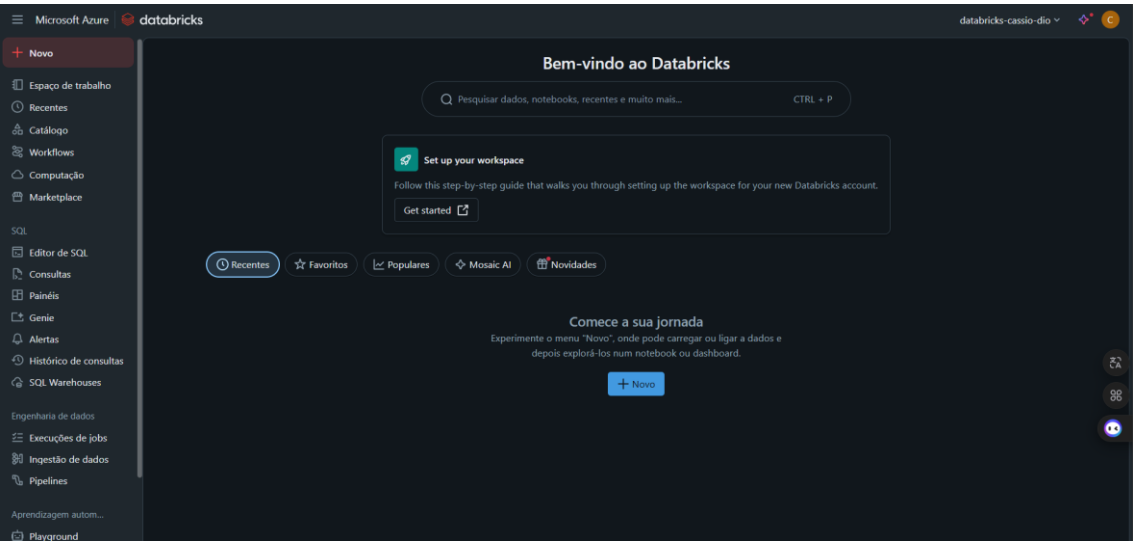 Microsoft Azure databricks
databricks-cassio-dio
C
Novo
Espaço de trabalho
Recentes
Catálogo
Workflows
Computação
Marketplace
SQL
Editor de SQL
Consultas
Painéis
Genie
Alertas
Histórico de consultas
SQL Warehouses
Engenharia de dados
Execuções de jobs
Ingestão de dados
Pipelines
Aprendizagem autom...
Playground
Bem-vindo ao Databricks
Pesquisar dados, notebooks, recentes e muito mais... CTRL + P
Set up your workspace
Follow this step-by-step guide that walks you through setting up the workspace for your new Databricks account.
Get started
Recentes Favoritos Populares Mosaic AI Novidades
Comece a sua jornada
Experimente o menu "Novo", onde pode carregar ou ligar a dados e
depois explorá-los num notebook ou dashboard.
Novo